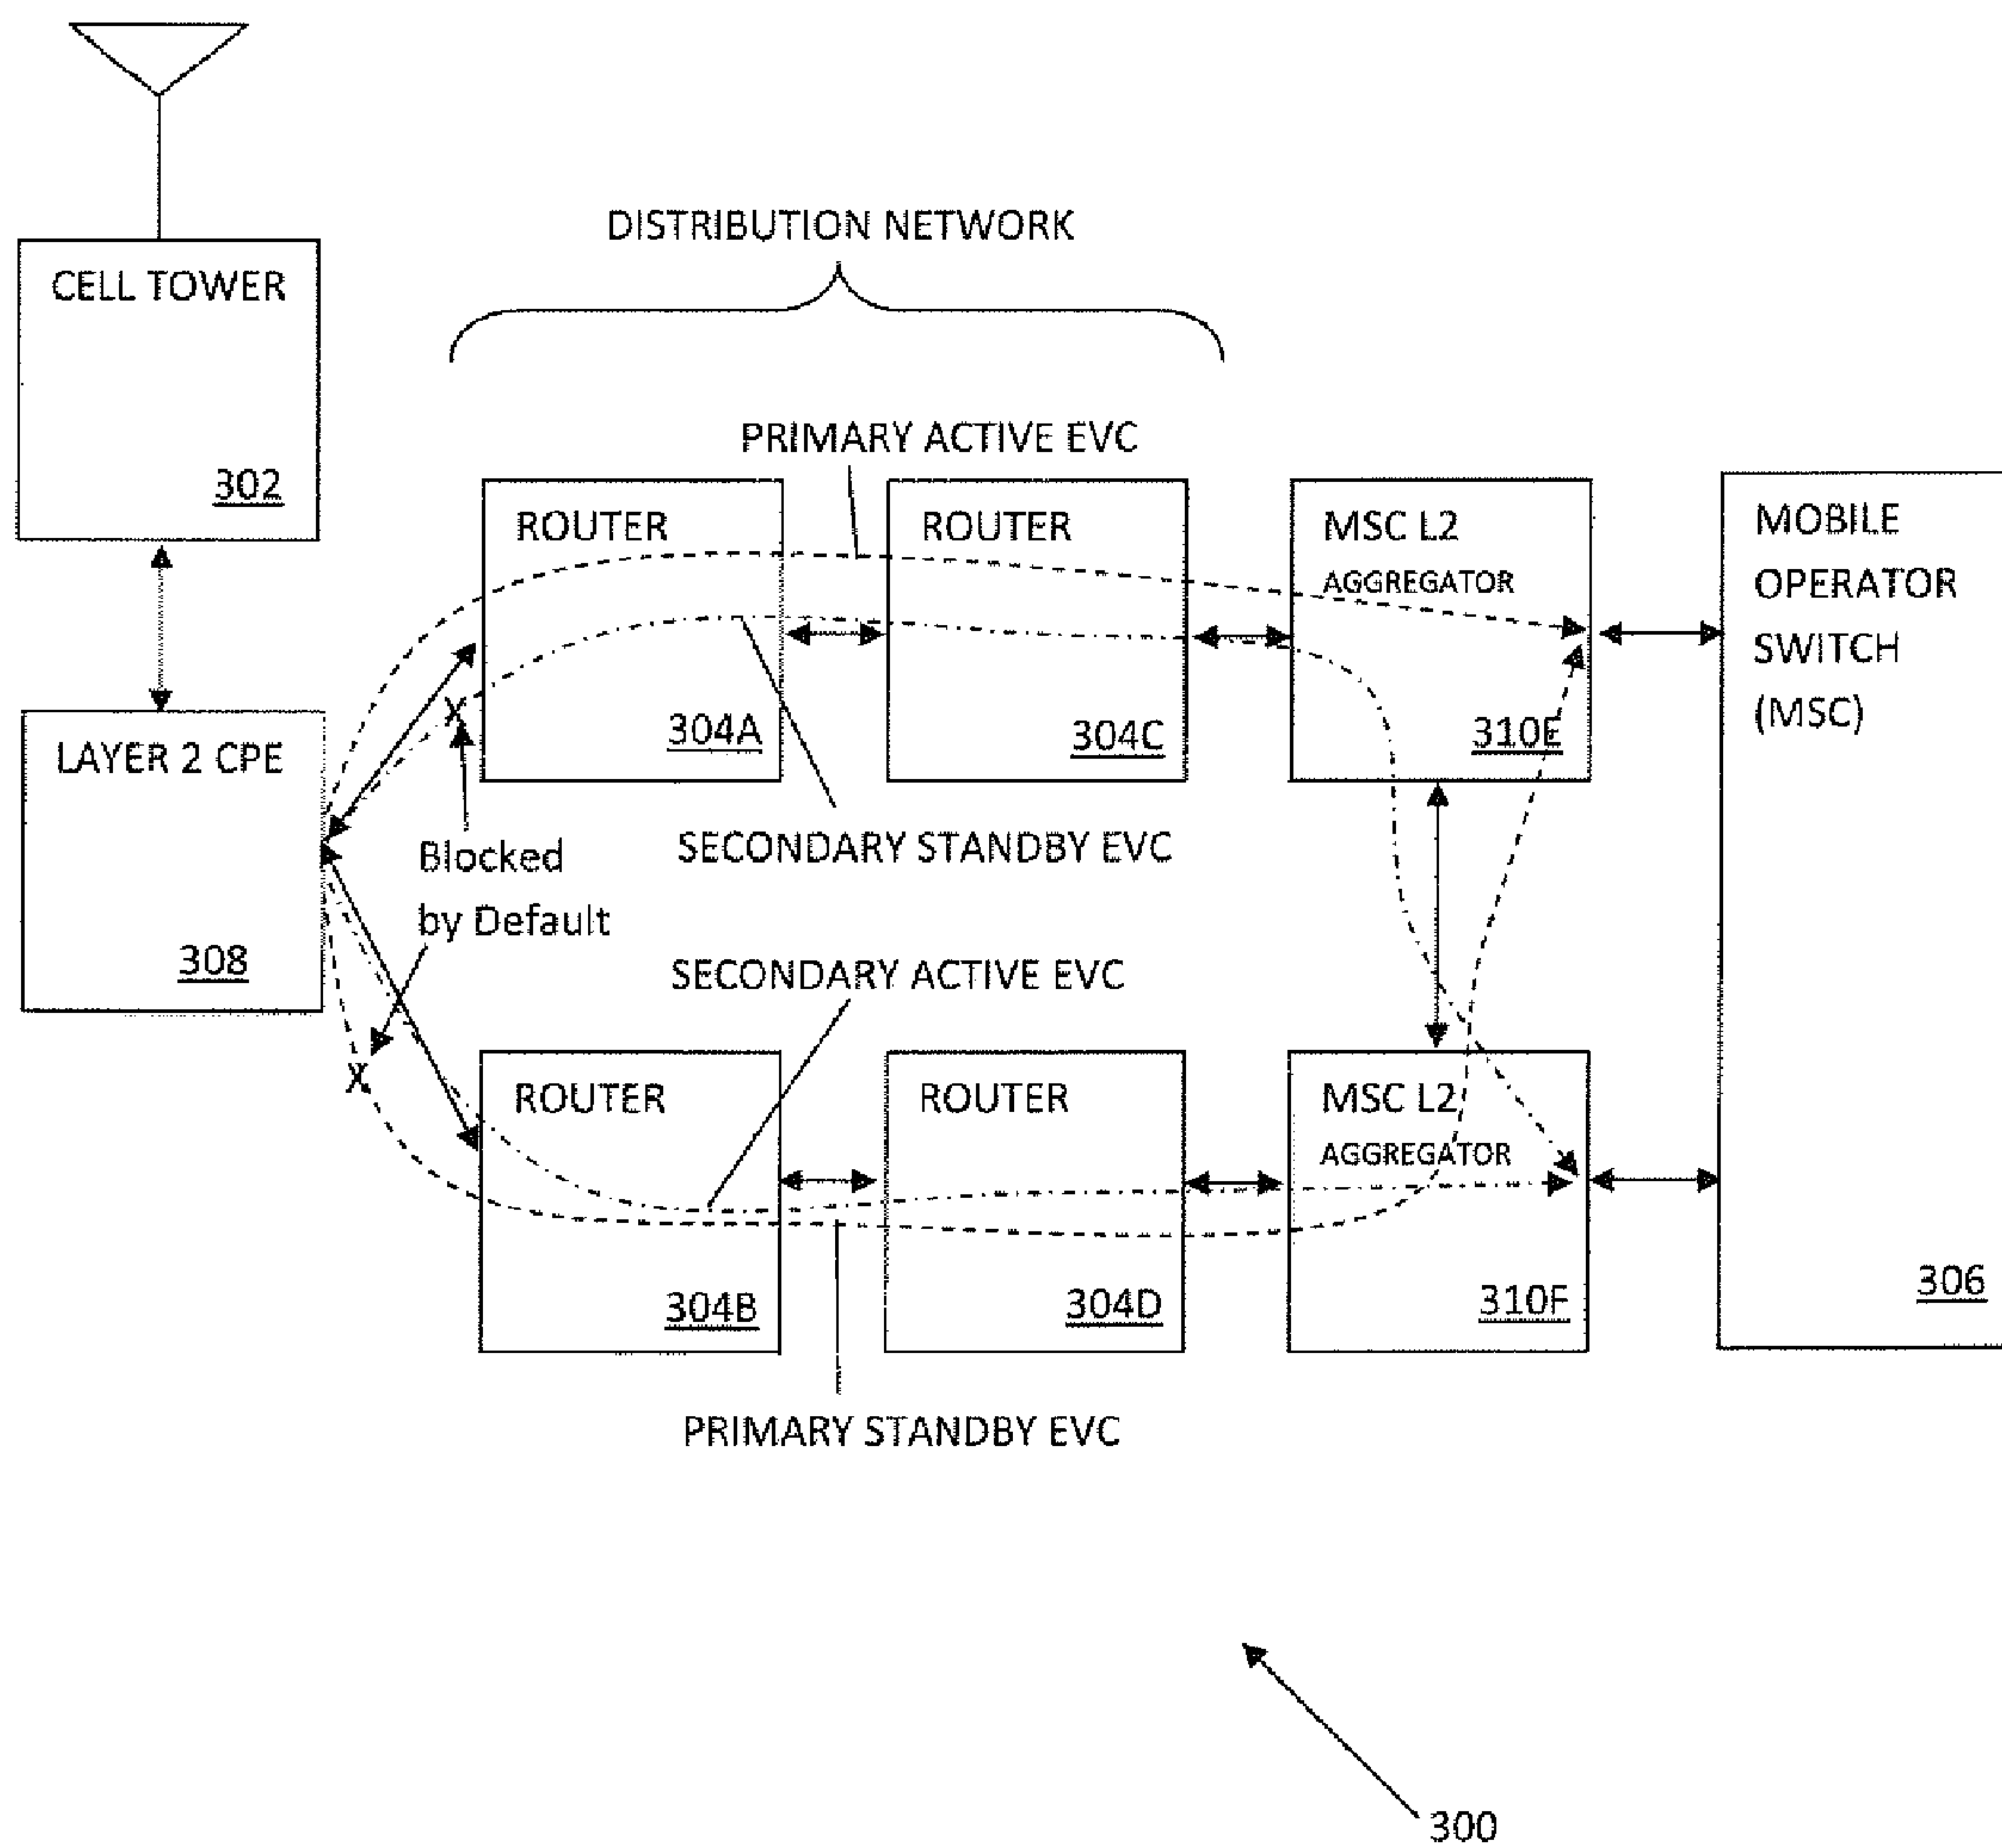 DISTRIBUTION NETWORK
CELL TOWER
302
PRIMARY ACTIVE EVC
ROUTER
304A
ROUTER
304C
MSC L2
AGGREGATOR
310E
MOBILE
OPERATOR
SWITCH
(MSC)
306
LAYER 2 CPE
308
X
Blocked
by Default
X
SECONDARY STANDBY EVC
SECONDARY ACTIVE EVC
ROUTER
304B
ROUTER
304D
MSC L2
AGGREGATOR
310F
PRIMARY STANDBY EVC
300